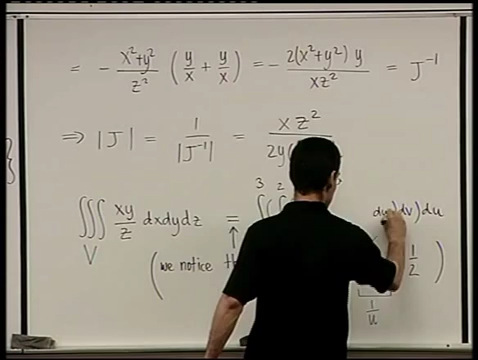 = - x²+y²/z² (y/x + y/x) = - 2(x²+y²) y/xz² = J⁻¹
⇒ |J| = 1/|J⁻¹| = xz²/2y(
∭V xy/z dxdydz = ∫³ ∫² dw)dv)du
(we notice 1/u 1/2)